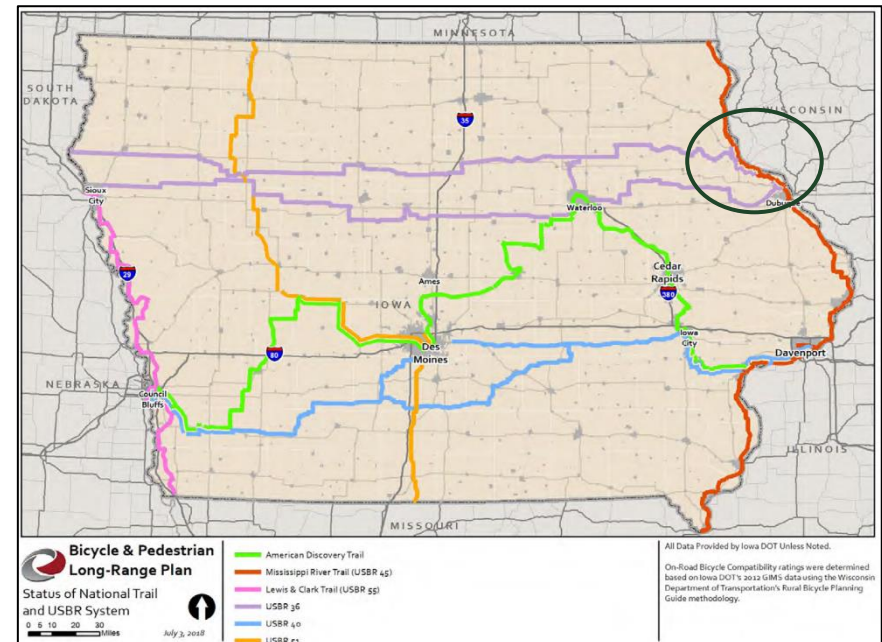 MINNESOTA
SOUTH
DAKOTA
35
WISCONSIN
Sioux
City
Waterloo
Dubuque
29
Ames
Cedar
Rapids
380
IOWA
Iowa
City
80
Des
Moines
Davenport
NEBRASKA
Council
Bluffs
ILLINOIS
MISSOURI
Bicycle & Pedestrian
Long-Range Plan
Status of National Trail
and USBR System
0 5 10 20 30
Miles
July 3, 2018
American Discovery Trail
Mississippi River Trail (USBR 45)
Lewis & Clark Trail (USBR 55)
USBR 36
USBR 40
USBR 51
All Data Provided by Iowa DOT Unless Noted.
On-Road Bicycle Compatibility ratings were determined
based on Iowa DOT's 2012 GIMS data using the Wisconsin
Department of Transportation's Rural Bicycle Planning
Guide methodology.